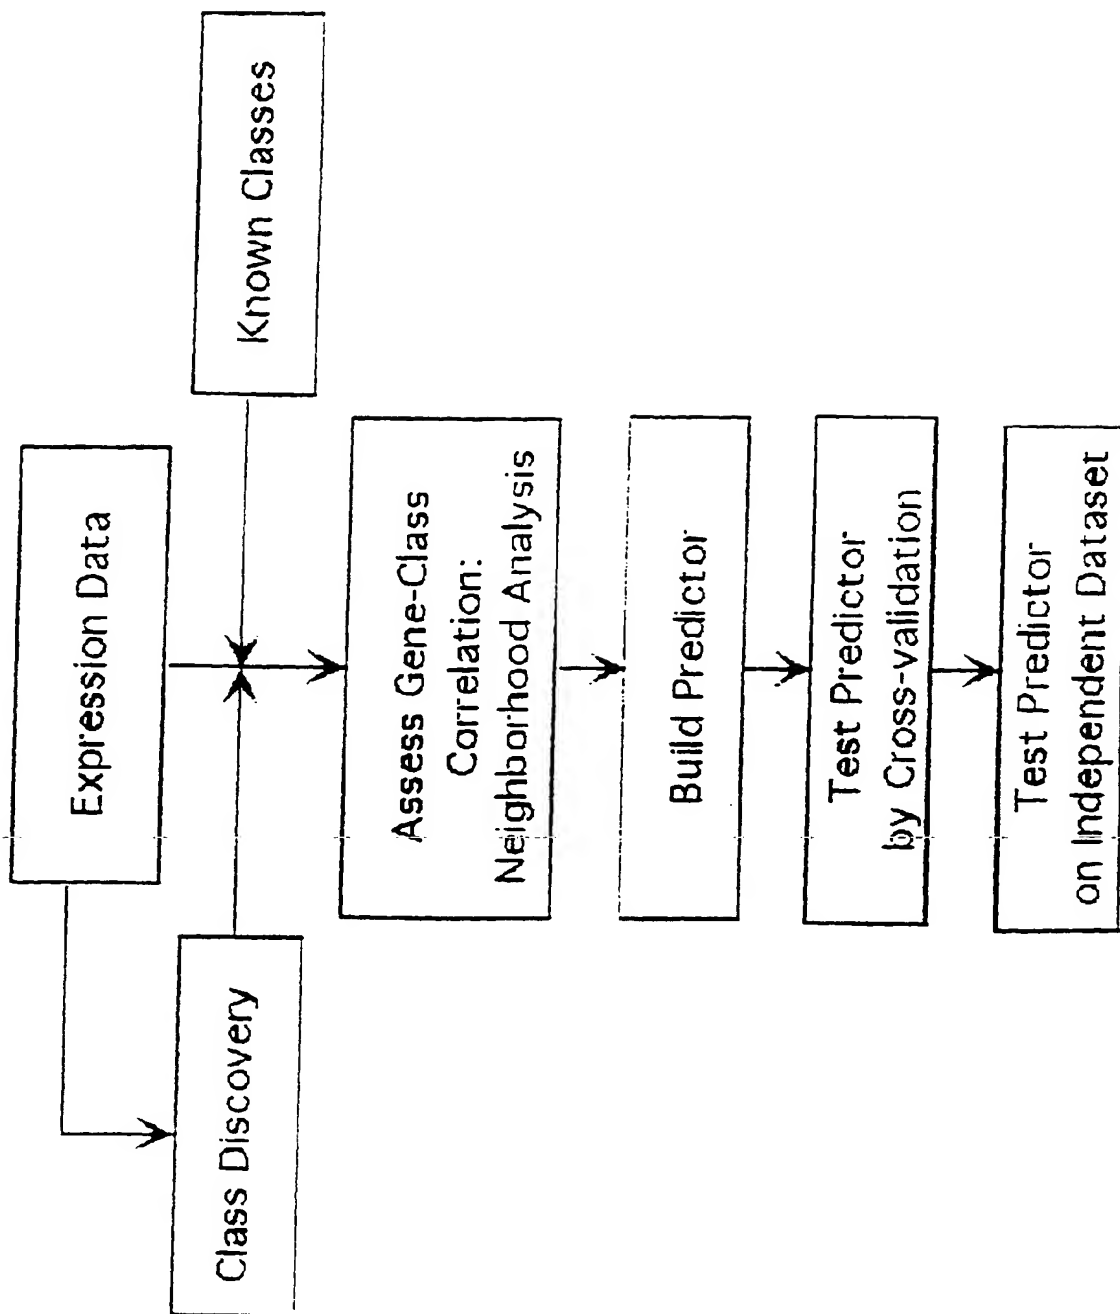 Expression Data
Known Classes
Class Discovery
Assess Gene-Class
Correlation:
Neighborhood Analysis
Build Predictor
Test Predictor
by Cross-validation
Test Predictor
on Independent Dataset